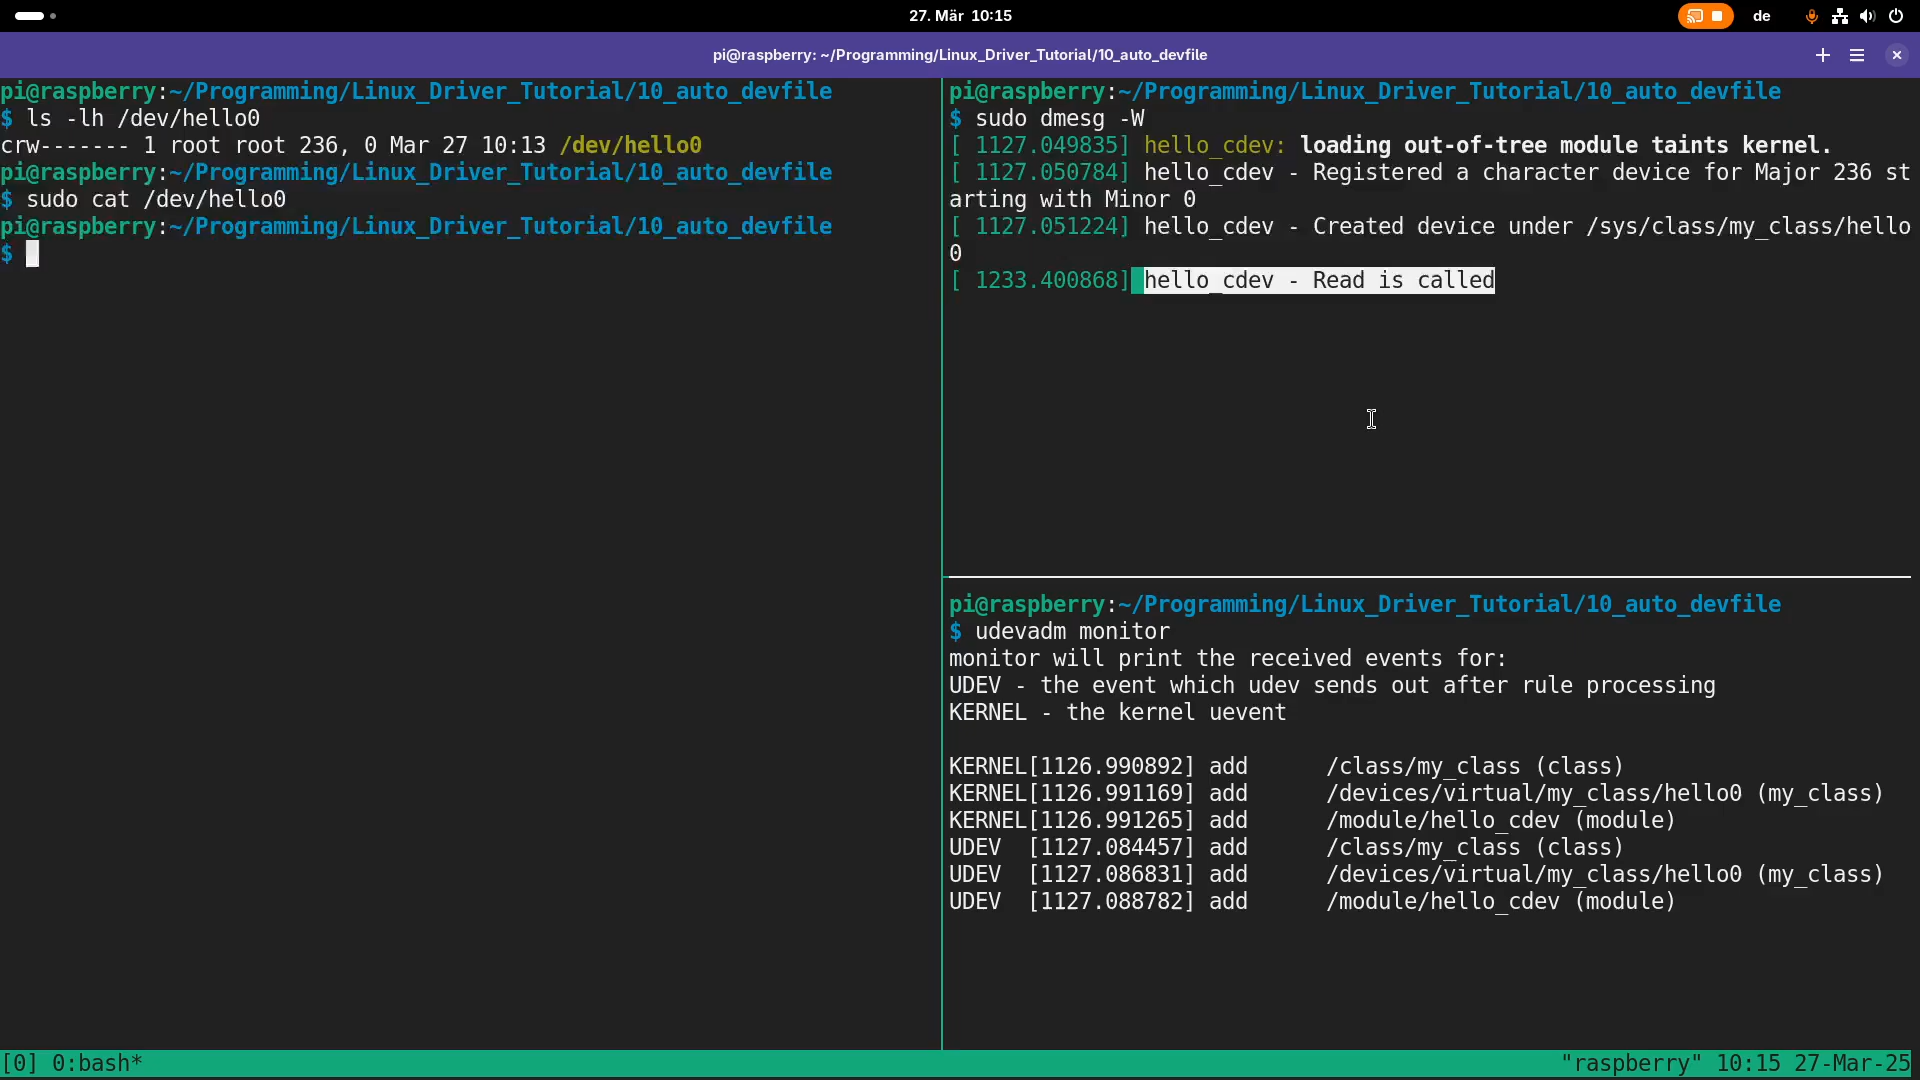 27. Mär 10:15
de
pi@raspberry: ~/Programming/Linux_Driver_Tutorial/10_auto_devfile
pi@raspberry:~/Programming/Linux_Driver_Tutorial/10_auto_devfile
$ ls -lh /dev/hello0
crw------- 1 root root 236, 0 Mar 27 10:13 /dev/hello0
pi@raspberry:~/Programming/Linux_Driver_Tutorial/10_auto_devfile
$ sudo cat /dev/hello0
pi@raspberry:~/Programming/Linux_Driver_Tutorial/10_auto_devfile
$
pi@raspberry:~/Programming/Linux_Driver_Tutorial/10_auto_devfile
$ sudo dmesg -W
[ 1127.049835] hello_cdev: loading out-of-tree module taints kernel.
[ 1127.050784] hello_cdev - Registered a character device for Major 236 st
arting with Minor 0
[ 1127.051224] hello_cdev - Created device under /sys/class/my_class/hello
0
[ 1233.400868] hello_cdev - Read is called
pi@raspberry:~/Programming/Linux_Driver_Tutorial/10_auto_devfile
$ udevadm monitor
monitor will print the received events for:
UDEV - the event which udev sends out after rule processing
KERNEL - the kernel uevent
KERNEL[1126.990892] add      /class/my_class (class)
KERNEL[1126.991169] add      /devices/virtual/my_class/hello0 (my_class)
KERNEL[1126.991265] add      /module/hello_cdev (module)
UDEV  [1127.084457] add      /class/my_class (class)
UDEV  [1127.086831] add      /devices/virtual/my_class/hello0 (my_class)
UDEV  [1127.088782] add      /module/hello_cdev (module)
[0] 0:bash*
"raspberry" 10:15 27-Mar-25